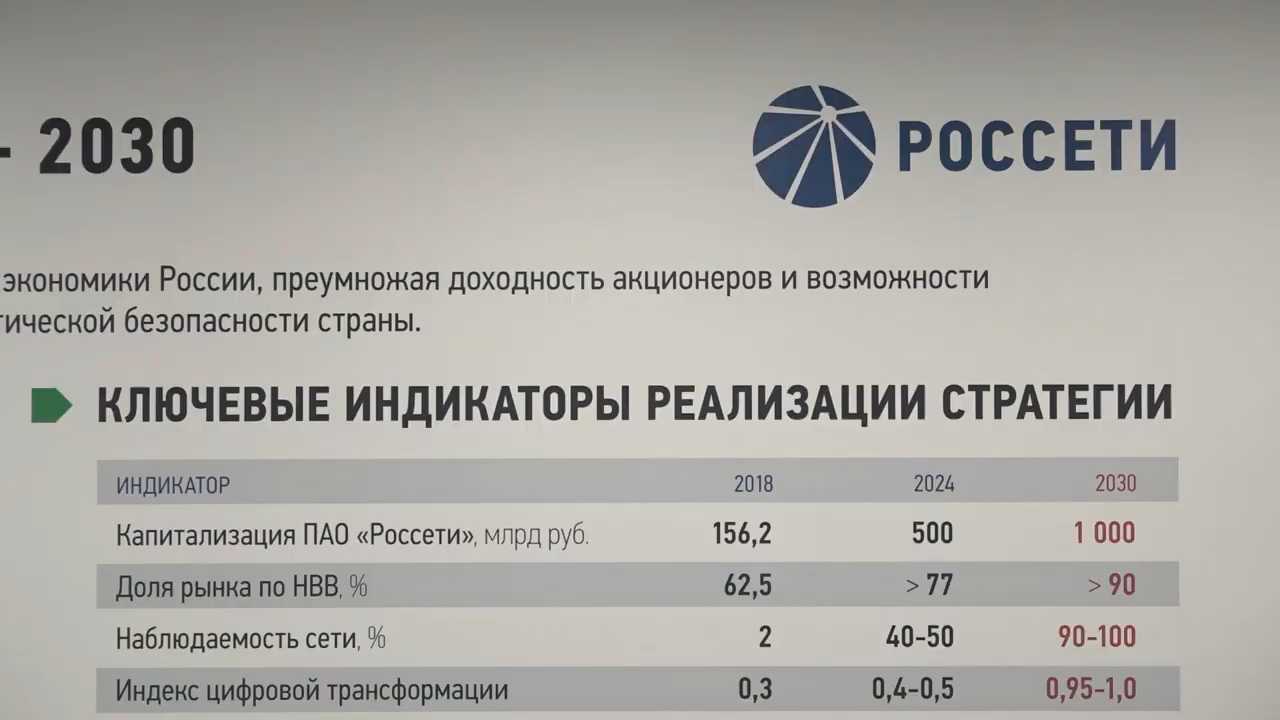 - 2030
РОССЕТИ
экономики России, преумножая доходность акционеров и возможности
гической безопасности страны.
КЛЮЧЕВЫЕ ИНДИКАТОРЫ РЕАЛИЗАЦИИ СТРАТЕГИИ
ИНДИКАТОР 2018 2024 2030
Капитализация ПАО «Россети», млрд руб. 156,2 500 1 000
Доля рынка по НВВ, % 62,5 > 77 > 90
Наблюдаемость сети, % 2 40-50 90-100
Индекс цифровой трансформации 0,3 0,4-0,5 0,95-1,0